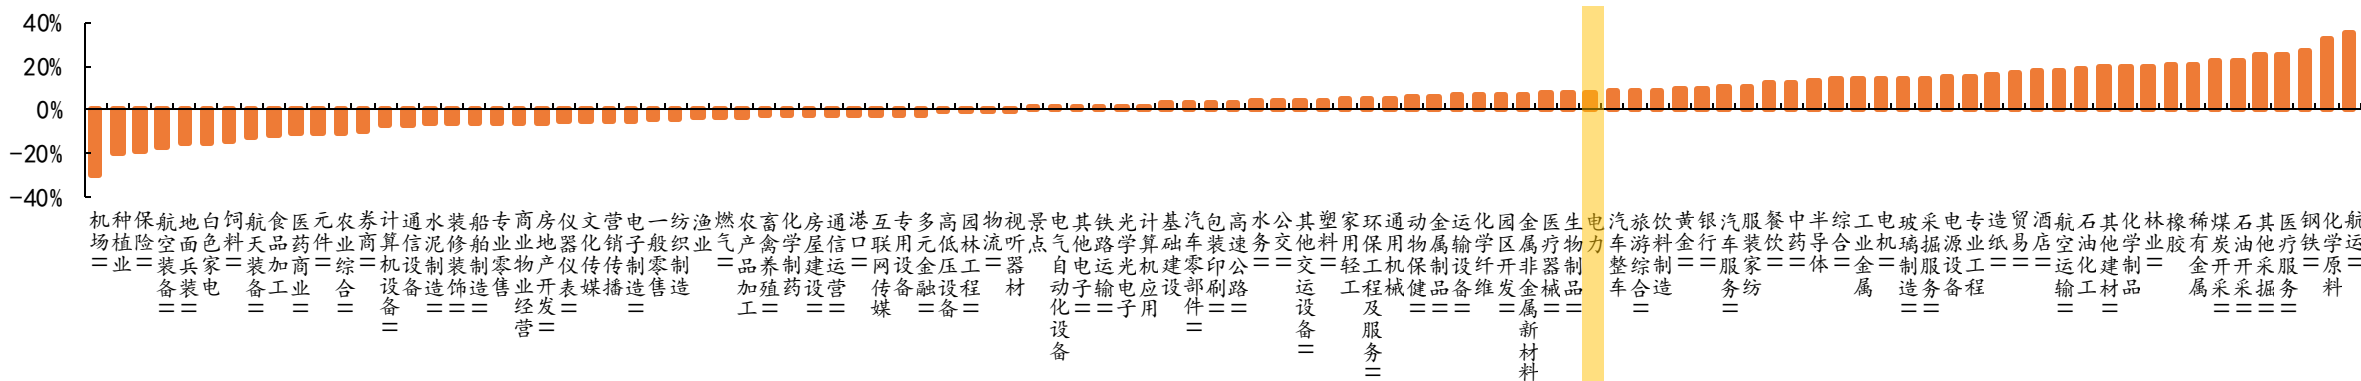 40%
20%
0%
-20%
-40%
机场Ⅱ
种植业
保险Ⅱ
航空装备Ⅱ
地面兵装Ⅱ
白色家电
饲料Ⅱ
航天装备Ⅱ
食品加工
医药商业Ⅱ
元件Ⅱ
农业综合Ⅱ
券商Ⅱ
计算机设备Ⅱ
通信设备
水泥制造Ⅱ
装修装饰Ⅱ
船舶制造Ⅱ
专业零售
商业物业经营
房地产开发Ⅱ
仪器仪表Ⅱ
文化传媒
营销传播
电子制造Ⅱ
一般零售
纺织制造
渔业
燃气Ⅱ
农产品加工
畜禽养殖Ⅱ
化学制药
房屋建设Ⅱ
通信运营Ⅱ
港口Ⅱ
互联网传媒
专用设备
多元金融Ⅱ
高低压设备
园林工程Ⅱ
物流Ⅱ
视听器材
景点
电气自动化设备
其他电子Ⅱ
铁路运输Ⅱ
光学光电子
计算机应用
基础建设
汽车零部件Ⅱ
包装印刷Ⅱ
高速公路Ⅱ
水务Ⅱ
公交Ⅱ
其他交运设备Ⅱ
塑料Ⅱ
家用轻工
环保工程及服务Ⅱ
通用机械
动物保健Ⅱ
金属制品Ⅱ
运输设备Ⅱ
化学纤维
园区开发Ⅱ
金属非金属新材料
医疗器械Ⅱ
生物制品Ⅱ
电力
汽车整车
旅游综合Ⅱ
饮料制造
黄金Ⅱ
银行Ⅱ
汽车服务Ⅱ
服装家纺
餐饮Ⅱ
中药Ⅱ
半导体
综合Ⅱ
工业金属
电机Ⅱ
玻璃制造Ⅱ
采掘服务Ⅱ
电源设备
专业工程
造纸Ⅱ
贸易Ⅱ
酒店Ⅱ
航空运输Ⅱ
石油化工
其他建材Ⅱ
化学制品
林业Ⅱ
橡胶
稀有金属
煤炭开采Ⅱ
石油开采Ⅱ
其他采掘Ⅱ
医疗服务Ⅱ
钢铁Ⅱ
化学原料
航运Ⅱ